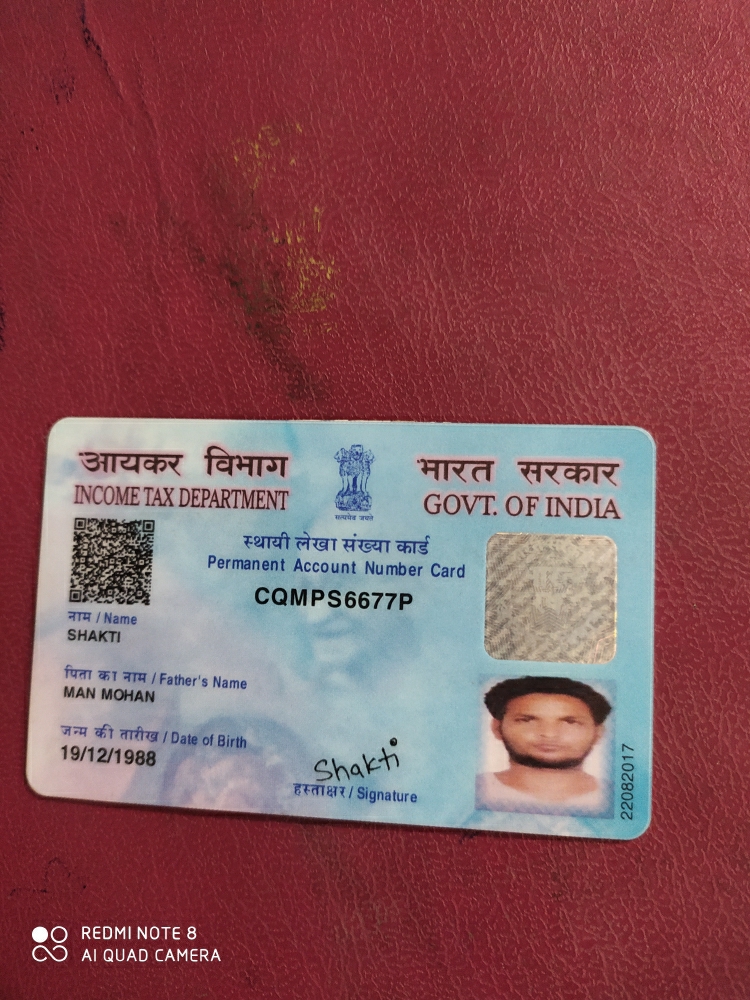 आयकर विभाग
INCOME TAX DEPARTMENT
सत्यमेव जयते
भारत सरकार
GOVT. OF INDIA
स्थायी लेखा संख्या कार्ड
Permanent Account Number Card
CQMPS6677P
नाम / Name
SHAKTI
पिता का नाम / Father's Name
MAN MOHAN
जन्म की तारीख / Date of Birth
19/12/1988
Shakti
हस्ताक्षर / Signature
22082017
REDMI NOTE 8
AI QUAD CAMERA